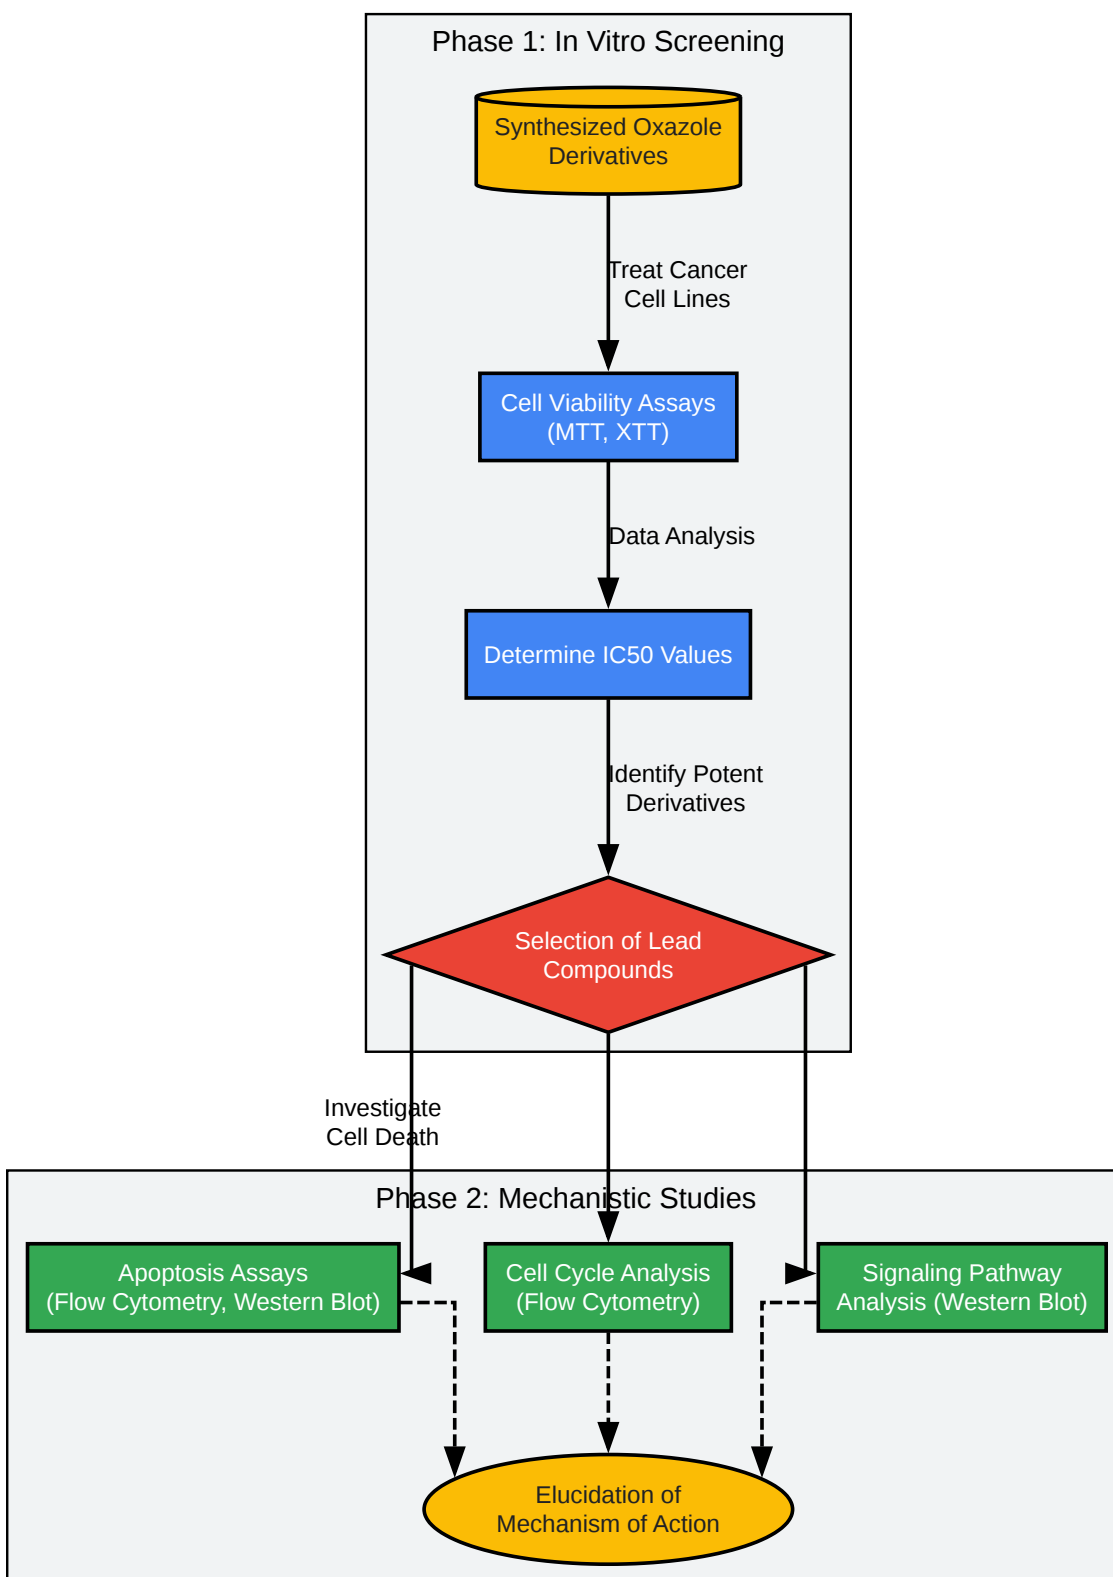 Phase 1: In Vitro Screening
Synthesized Oxazole
Derivatives
Treat Cancer
Cell Lines
Cell Viability Assays
(MTT, XTT)
Data Analysis
Determine IC50 Values
Identify Potent
Derivatives
Selection of Lead
Compounds
Investigate
Cell Death
Phase 2: Mechanistic Studies
Apoptosis Assays
(Flow Cytometry, Western Blot)
Cell Cycle Analysis
(Flow Cytometry)
Signaling Pathway
Analysis (Western Blot)
Elucidation of
Mechanism of Action